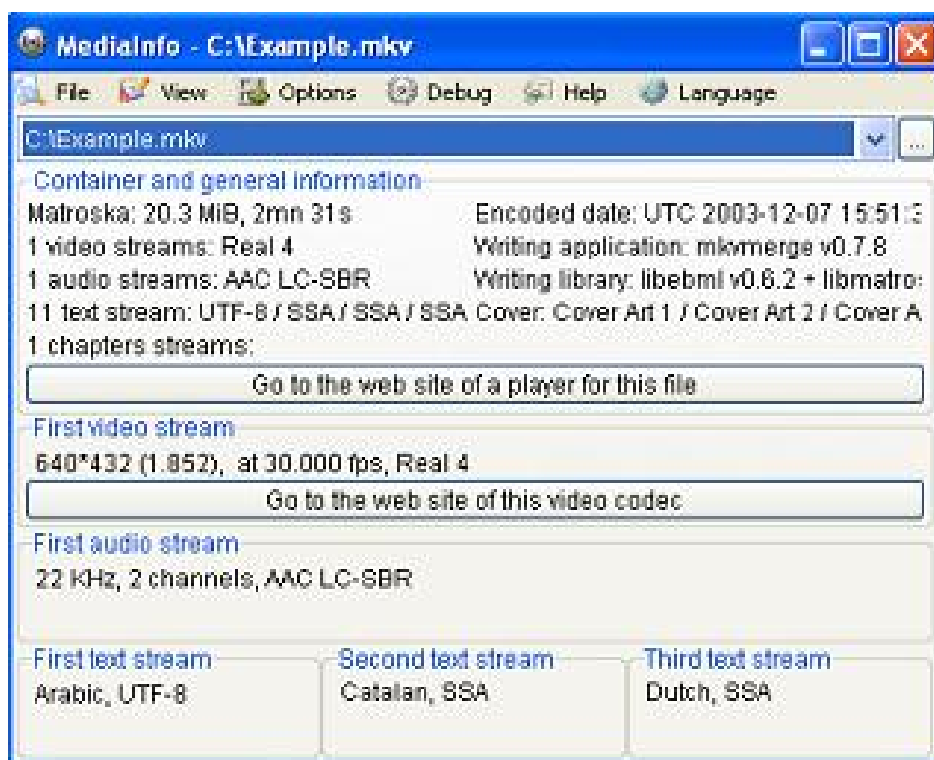 MediaInfo - C:\Example.mkv
File View Options Debug Help Language
C:\Example.mkv
...
Container and general information
Matroska: 20.3 MiB, 2mn 31s Encoded date: UTC 2003-12-07 15:51:
1 video streams: Real 4 Writing application: mkvmerge v0.7.8
1 audio streams: AAC LC-SBR Writing library: libebml v0.6.2 + libmatro
11 text stream: UTF-8 / SSA / SSA / SSA Cover: Cover Art 1 / Cover Art 2 / Cover A
1 chapters streams:
Go to the web site of a player for this file
First video stream
640*432 (1.852), at 30.000 fps, Real 4
Go to the web site of this video codec
First audio stream
22 KHz, 2 channels, AAC LC-SBR
First text stream Second text stream Third text stream
Arabic, UTF-8 Catalan, SSA Dutch, SSA